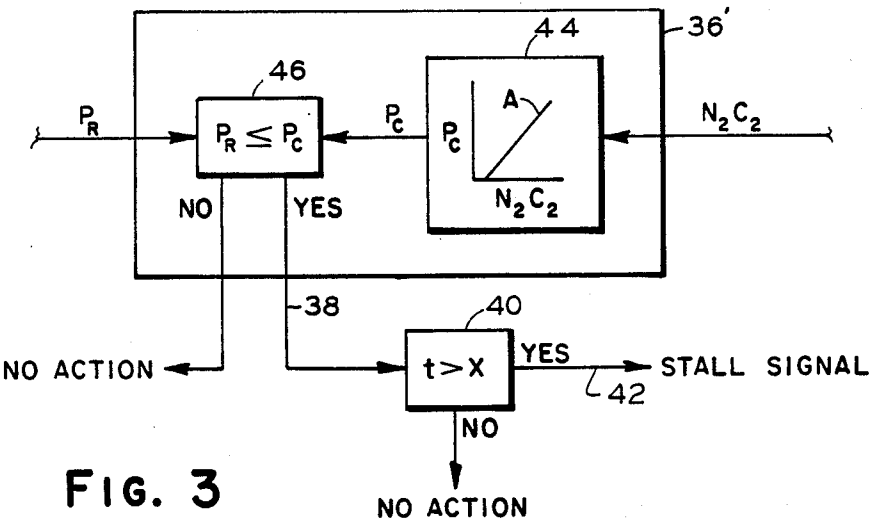 36'
44
46
P_R
P_R ≤ P_C
P_C
P_C
A
N_2C_2
N_2C_2
NO
YES
38
40
NO ACTION
t > X
YES
42
STALL SIGNAL
NO
FIG. 3
NO ACTION